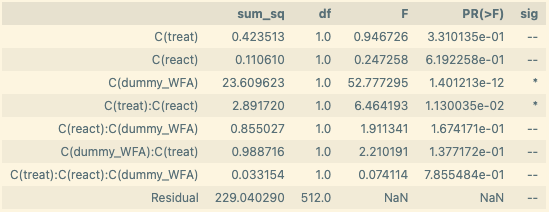 sum_sq df F PR(>F) sig
C(treat) 0.423513 1.0 0.946726 3.310135e-01 --
C(react) 0.110610 1.0 0.247258 6.192258e-01 --
C(dummy_WFA) 23.609623 1.0 52.777295 1.401213e-12 *
C(treat):C(react) 2.891720 1.0 6.464193 1.130035e-02 *
C(react):C(dummy_WFA) 0.855027 1.0 1.911341 1.674171e-01 --
C(dummy_WFA):C(treat) 0.988716 1.0 2.210191 1.377172e-01 --
C(treat):C(react):C(dummy_WFA) 0.033154 1.0 0.074114 7.855484e-01 --
Residual 229.040290 512.0 NaN NaN --